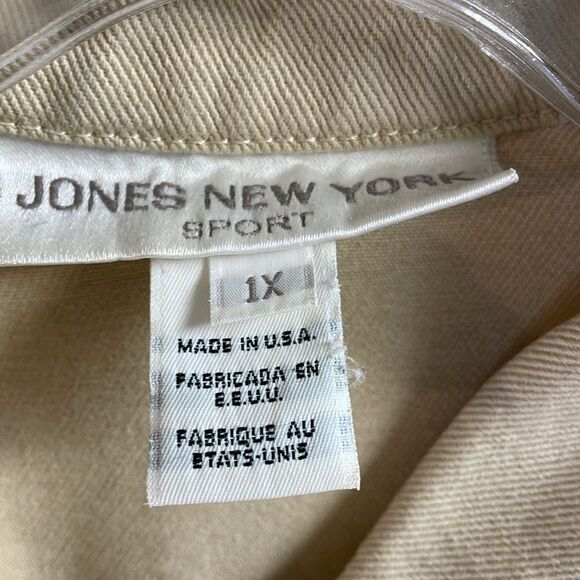 JONES NEW YORK
SPORT
1X
MADE IN U.S.A.
FABRICADA EN
E.E.U.U.
FABRIQUE AU
ETATS-UNIS